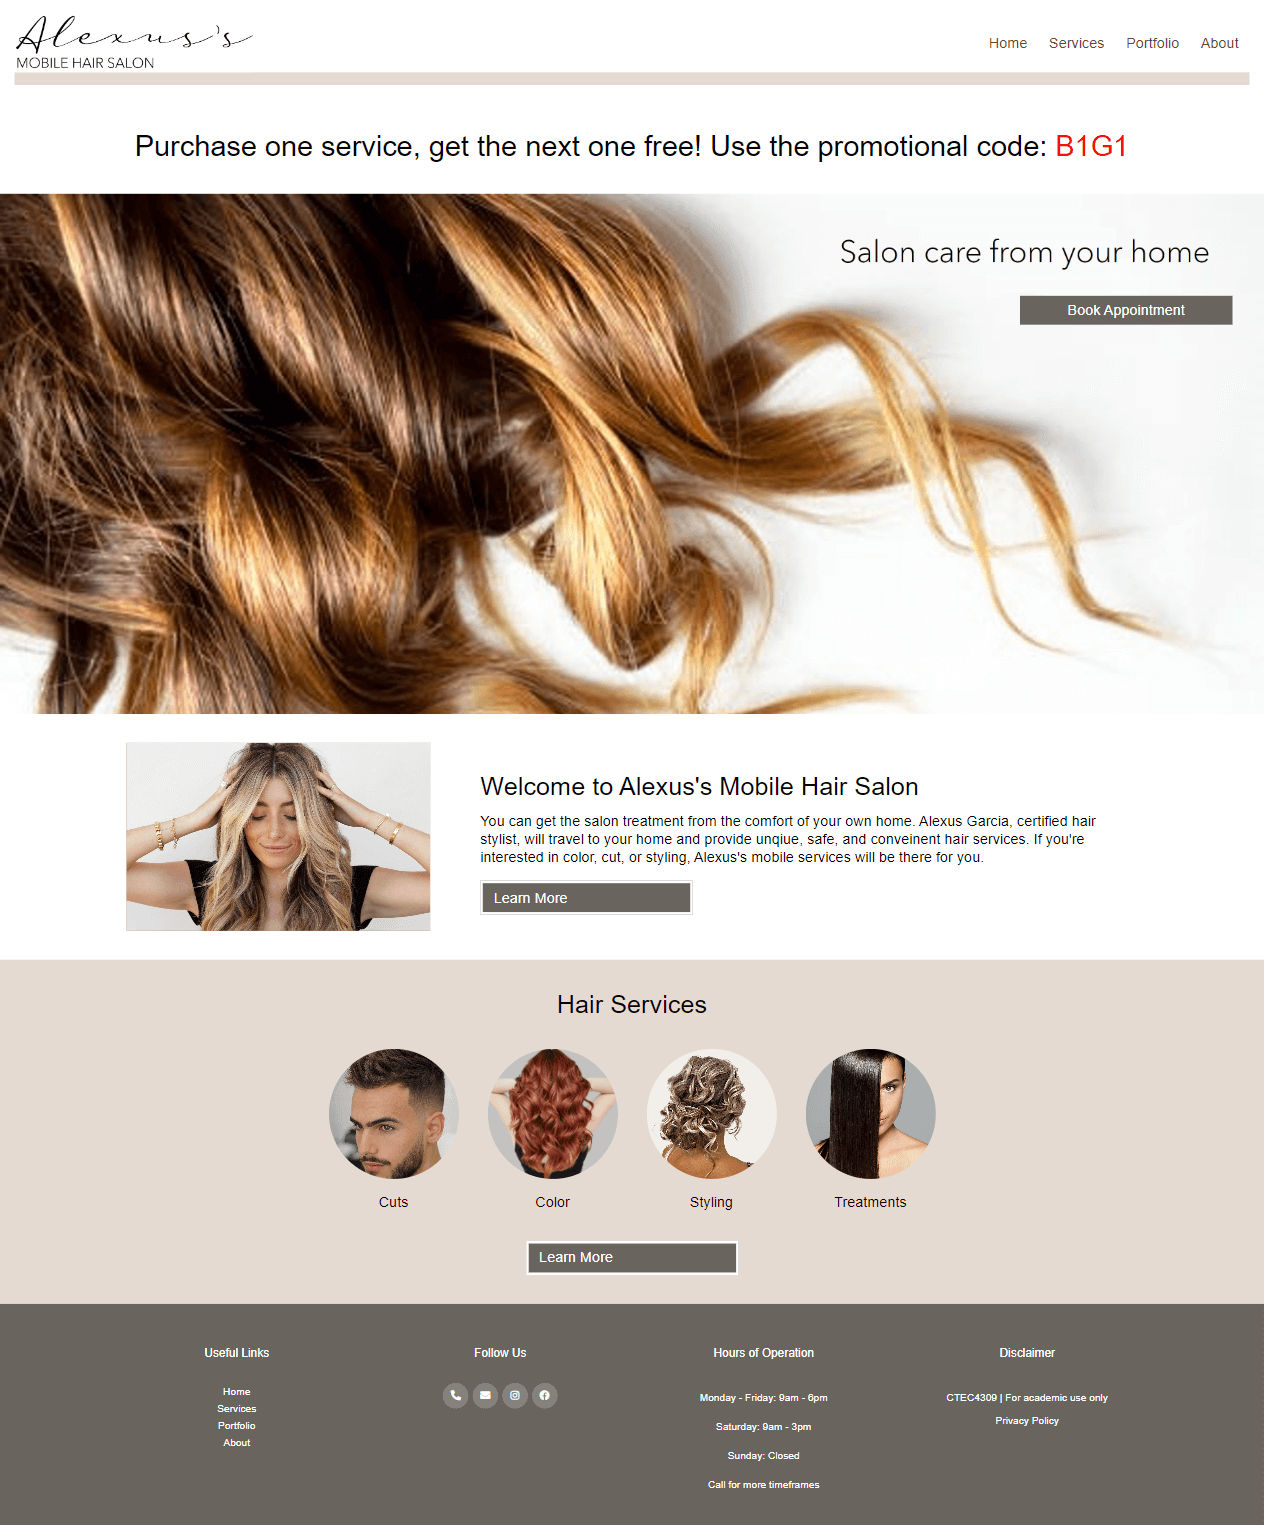 Alexus's
MOBILE HAIR SALON
Home Services Portfolio About
Purchase one service, get the next one free! Use the promotional code: B1G1
Salon care from your home
Book Appointment
Welcome to Alexus's Mobile Hair Salon
You can get the salon treatment from the comfort of your own home. Alexus Garcia, certified hair
stylist, will travel to your home and provide unqiue, safe, and conveinent hair services. If you're
interested in color, cut, or styling, Alexus's mobile services will be there for you.
Learn More
Hair Services
Cuts Color Styling Treatments
Learn More
Useful Links
Home
Services
Portfolio
About
Follow Us
Hours of Operation
Monday - Friday: 9am - 6pm
Saturday: 9am - 3pm
Sunday: Closed
Call for more timeframes
Disclaimer
CTEC4309 | For academic use only
Privacy Policy